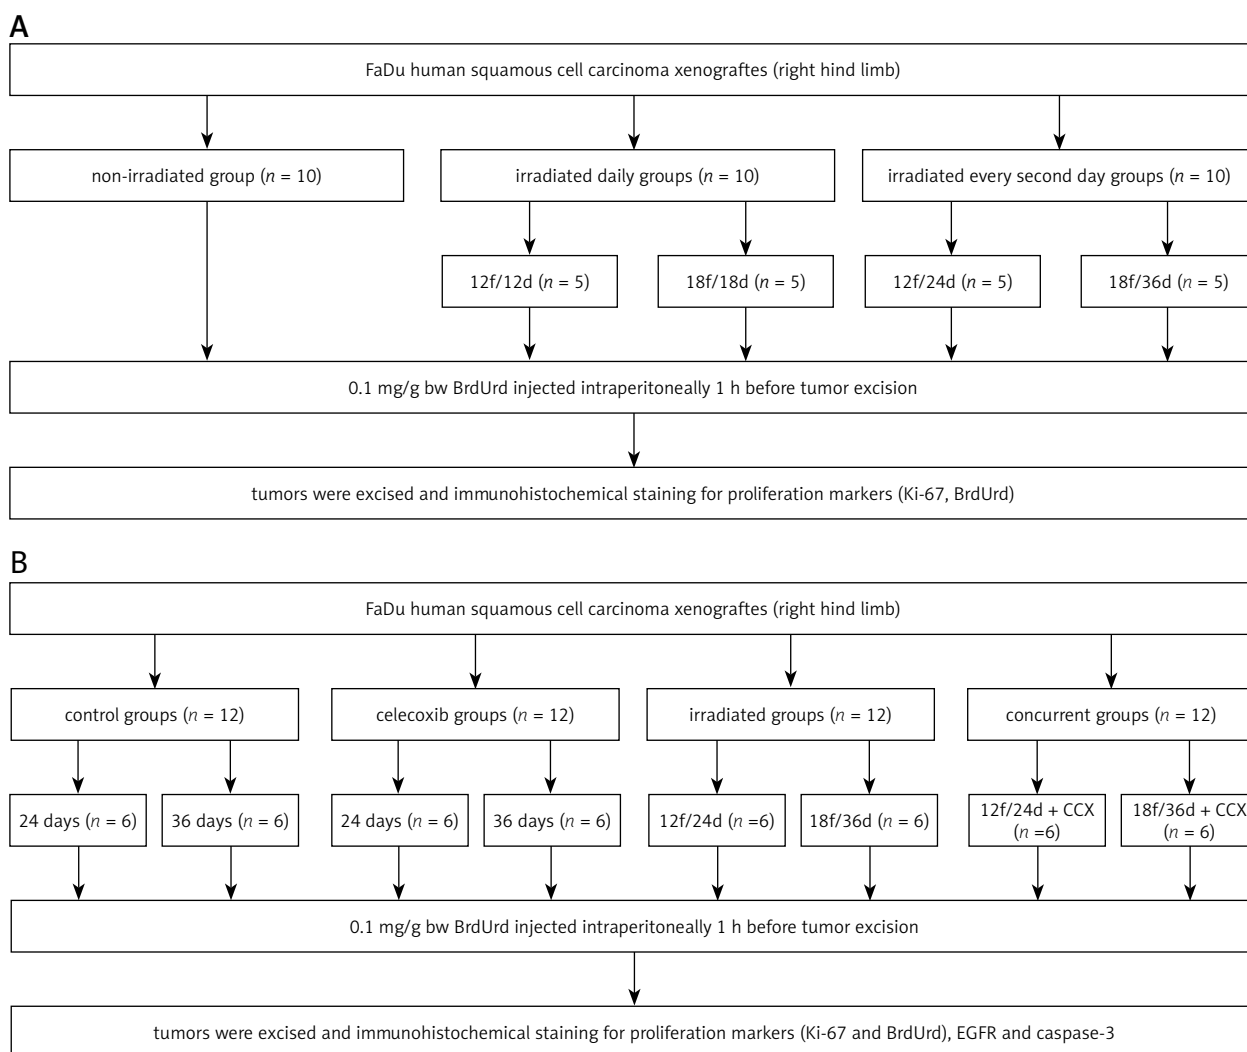 A
FaDu human squamous cell carcinoma xenograftes (right hind limb)
non-irradiated group (n = 10)
irradiated daily groups (n = 10)
irradiated every second day groups (n = 10)
12f/12d (n = 5)
18f/18d (n = 5)
12f/24d (n = 5)
18f/36d (n = 5)
0.1 mg/g bw BrdUrd injected intraperitoneally 1 h before tumor excision
tumors were excised and immunohistochemical staining for proliferation markers (Ki-67, BrdUrd)
B
FaDu human squamous cell carcinoma xenograftes (right hind limb)
control groups (n = 12)
celecoxib groups (n = 12)
irradiated groups (n = 12)
concurrent groups (n = 12)
24 days (n = 6)
36 days (n = 6)
24 days (n = 6)
36 days (n = 6)
12f/24d (n =6)
18f/36d (n = 6)
12f/24d + CCX
(n =6)
18f/36d + CCX
(n = 6)
0.1 mg/g bw BrdUrd injected intraperitoneally 1 h before tumor excision
tumors were excised and immunohistochemical staining for proliferation markers (Ki-67 and BrdUrd), EGFR and caspase-3